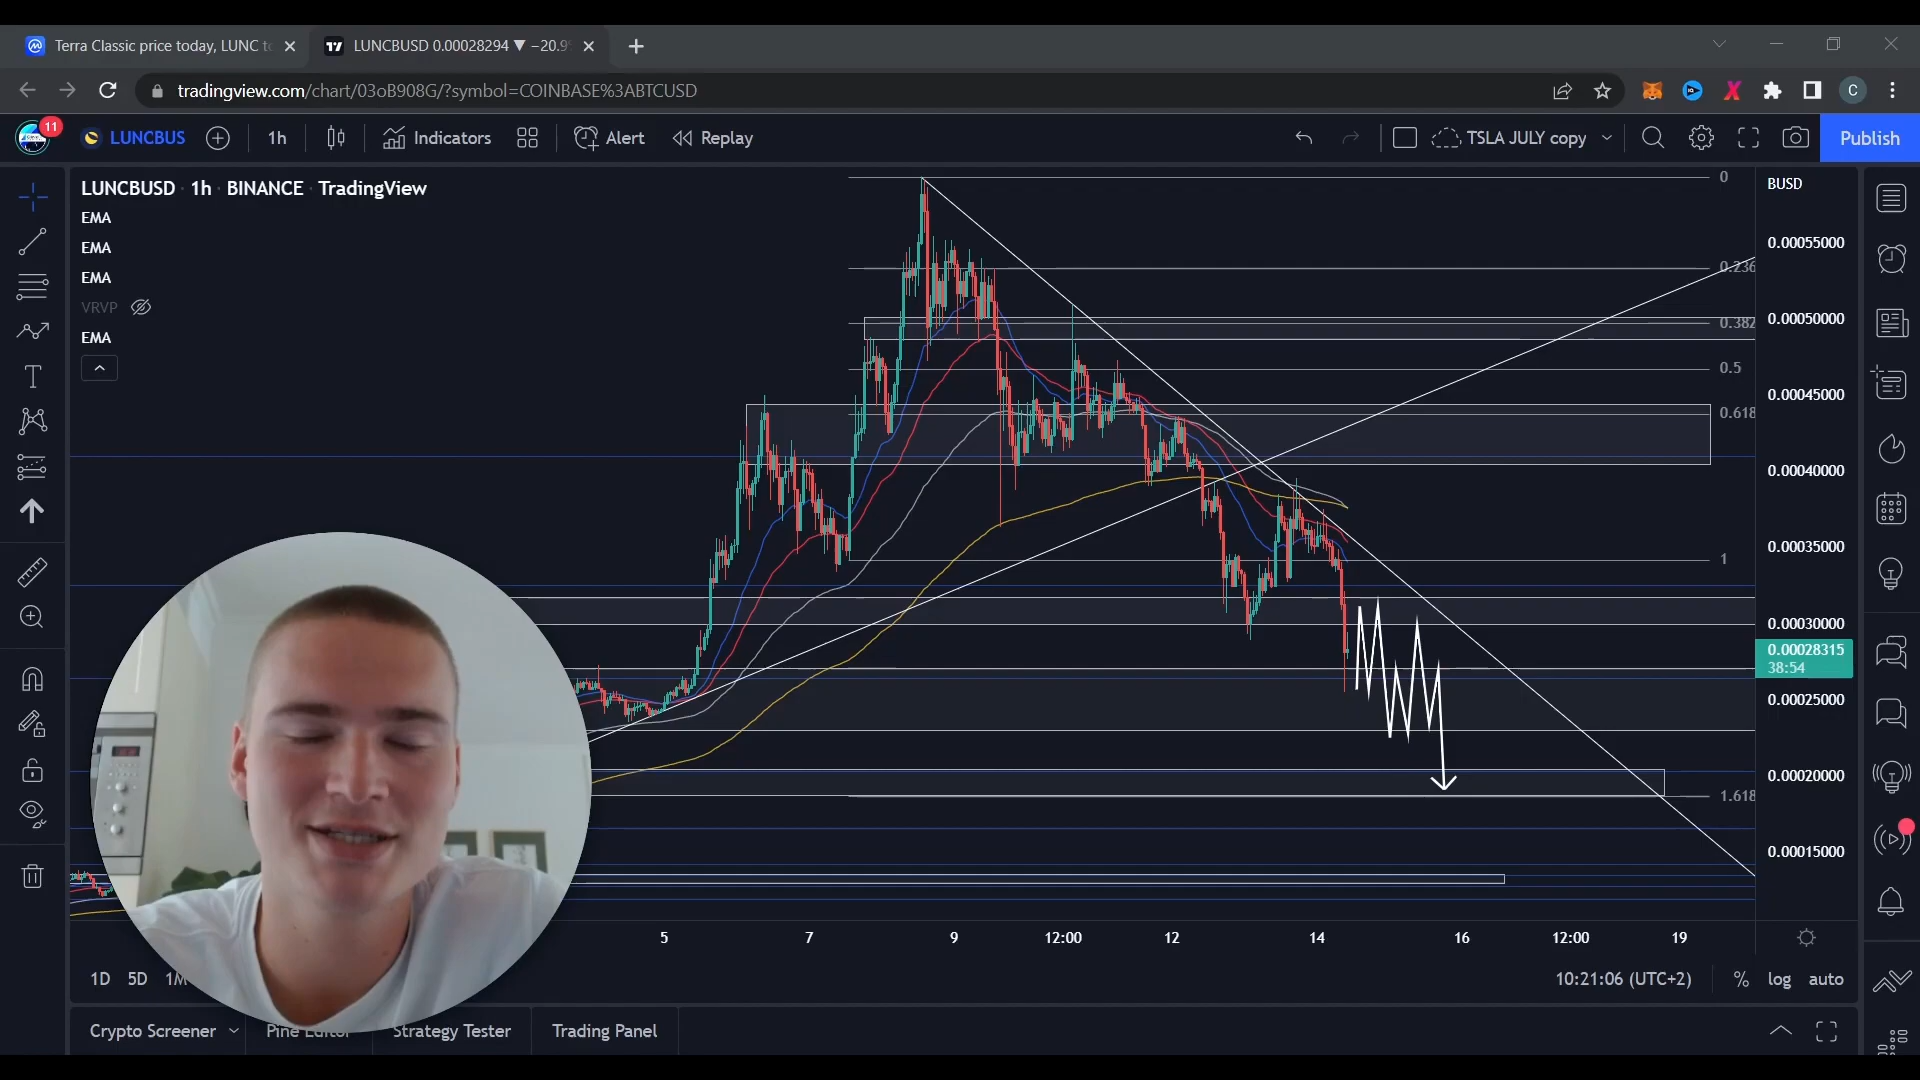 Terra Classic price today, LUNC to
LUNCBUSD 0.00028294 ▼ −20.9
tradingview.com/chart/03oB908G/?symbol=COINBASE%3ABTCUSD
C
11
LUNCBUS
1h
Indicators
Alert
Replay
TSLA JULY copy
Publish
LUNCBUSD · 1h · BINANCE · TradingView
EMA
EMA
EMA
VRVP
EMA
0
0.236
0.382
0.5
0.618
1
1.618
BUSD
0.00055000
0.00050000
0.00045000
0.00040000
0.00035000
0.00030000
0.00028315
38:54
0.00025000
0.00020000
0.00015000
5
7
9
12:00
12
14
16
12:00
19
1D
5D
1M
10:21:06 (UTC+2)
%
log
auto
Crypto Screener
Pine Editor
Strategy Tester
Trading Panel